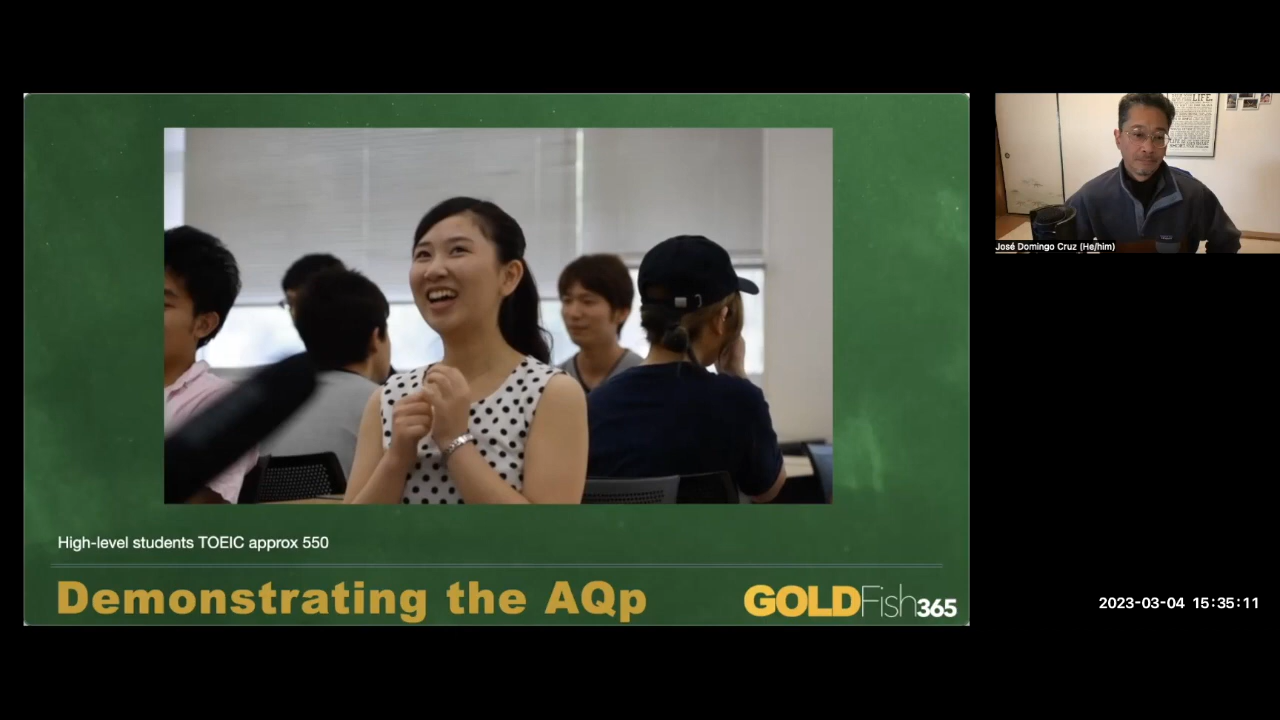 High-level students TOEIC approx 550
Demonstrating the AQp
GOLDFish365
LIFE.
José Domingo Cruz (He/him)
2023-03-04 15:35:11